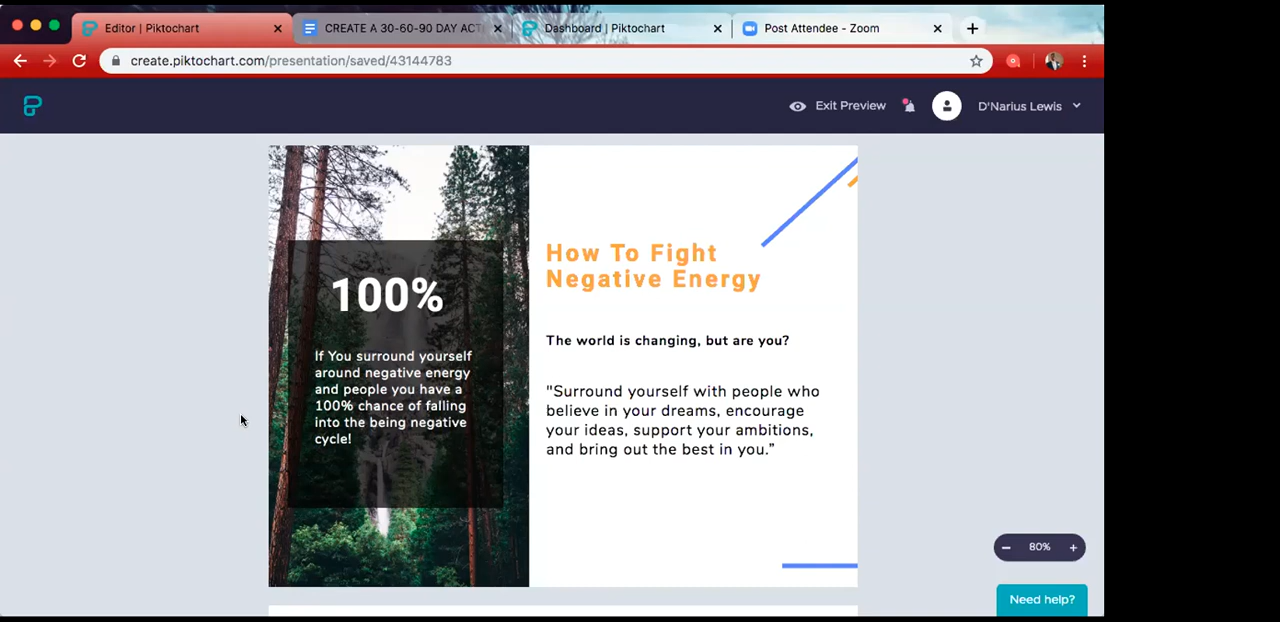 Editor | Piktochart
CREATE A 30-60-90 DAY ACT
Dashboard | Piktochart
Post Attendee - Zoom
create.piktochart.com/presentation/saved/43144783
Exit Preview
D'Narius Lewis
100%
If You surround yourself
around negative energy
and people you have a
100% chance of falling
into the being negative
cycle!
How To Fight
Negative Energy
The world is changing, but are you?
"Surround yourself with people who
believe in your dreams, encourage
your ideas, support your ambitions,
and bring out the best in you.”
80%
Need help?